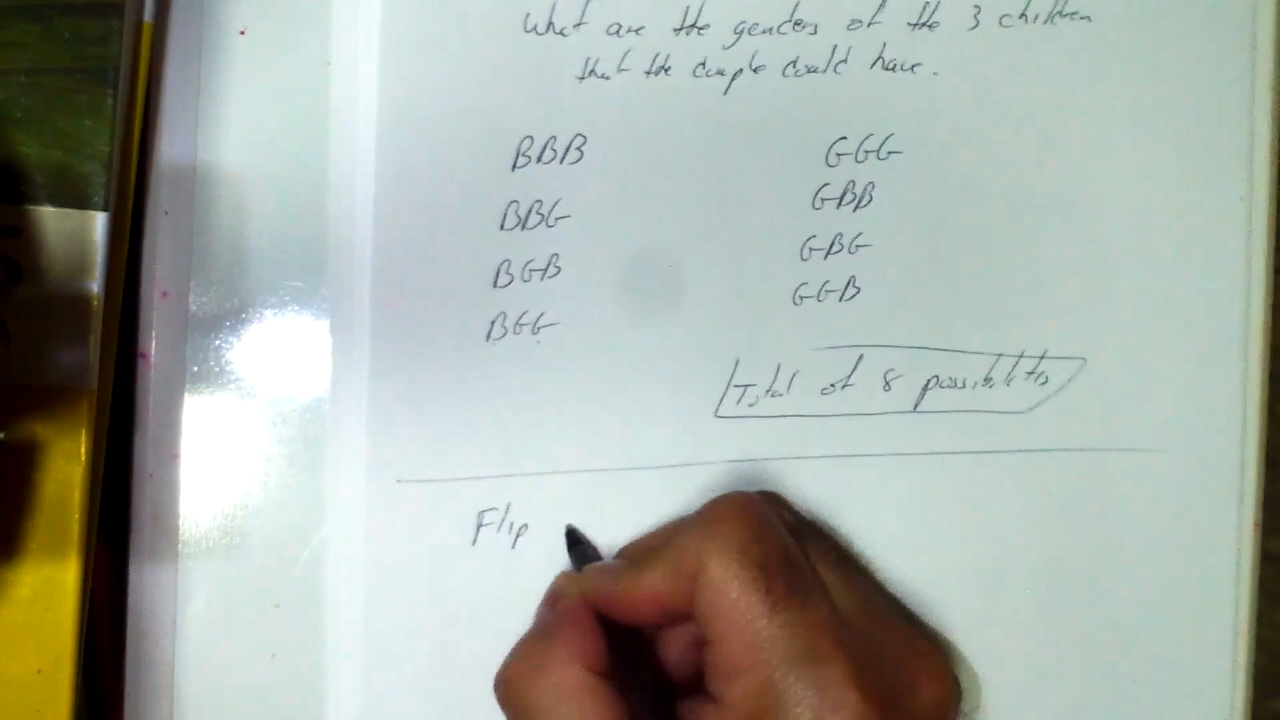 What are the genders of the 3 children
that the couple could have.
BBB
BBG
BGB
BGG
GGG
GBB
GBG
GGB
Total of 8 possibilities
Flip